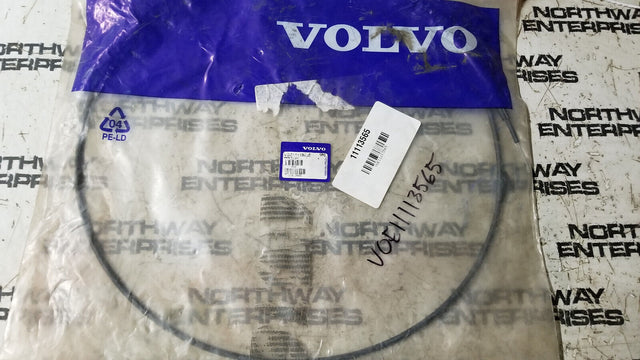 VOLVO
04
PE-LD
VOLVO
11113565
VOE11113565
NORTHWAY
ENTERPRISES